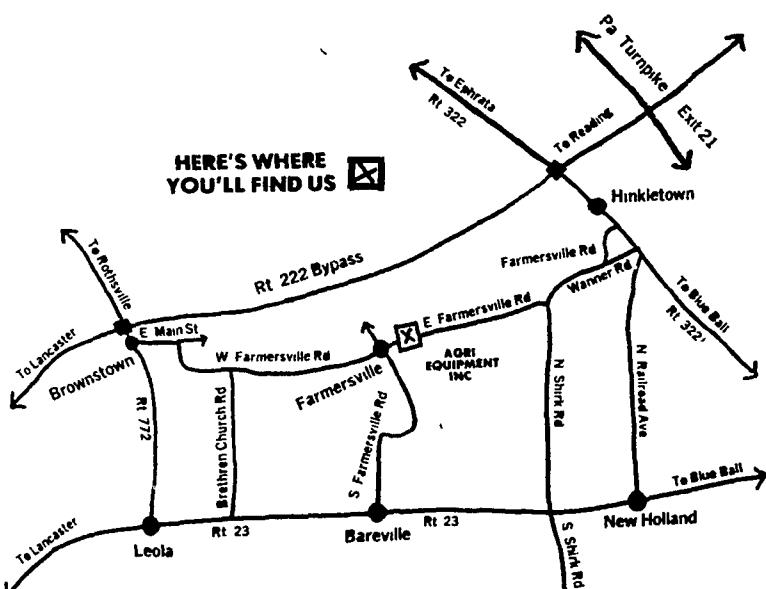 Pa Turnpike
Exit 21
To Ephrata
Rt 322
To Reading
HERE'S WHERE
YOU'LL FIND US
Hinkletown
To Rothsville
Rt 222 Bypass
Farmersville Rd
Wanner Rd
To Blue Ball
Rt 322
E Main St
To Lancaster
Brownstown
W Farmersville Rd
Farmersville
E Farmersville Rd
AGRI
EQUIPMENT
INC
N Shirk Rd
N Railroad Ave
Rt 772
Brethren Church Rd
S Farmersville Rd
To Blue Ball
To Lancaster
Leola
Rt 23
Bareville
Rt 23
New Holland
S Shirk Rd